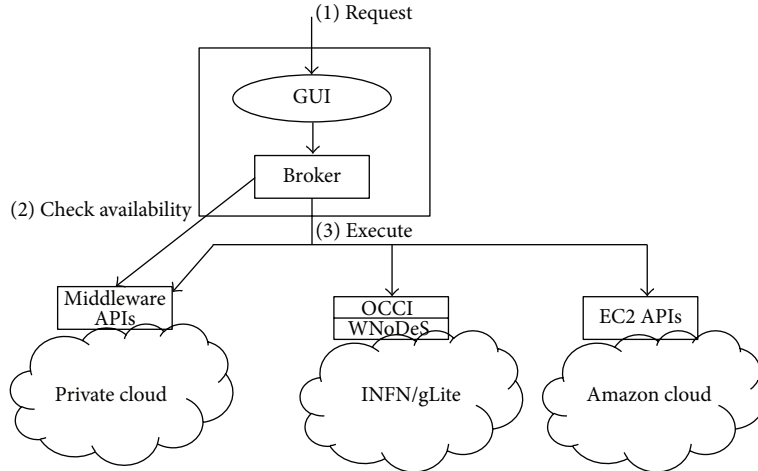 (1) Request
GUI
Broker
(2) Check availability
(3) Execute
Middleware
APIs
OCCI
WNoDeS
EC2 APIs
Private cloud
INFN/gLite
Amazon cloud